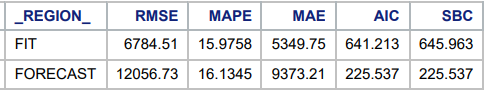 _REGION_ RMSE MAPE MAE AIC SBC
FIT 6784.51 15.9758 5349.75 641.213 645.963
FORECAST 12056.73 16.1345 9373.21 225.537 225.537